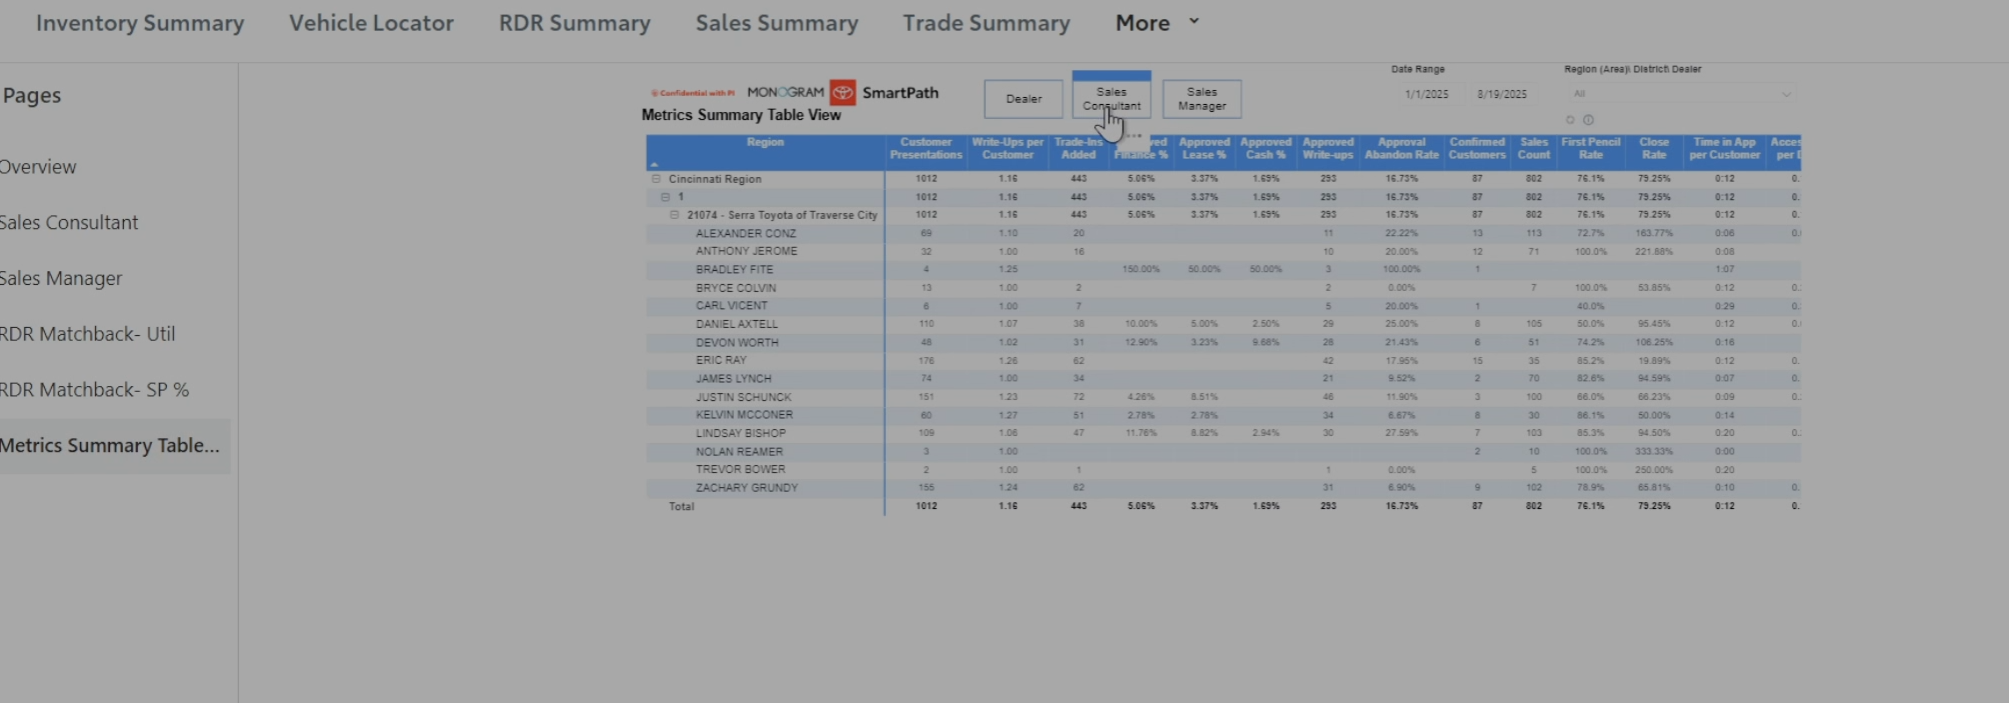 Inventory Summary Vehicle Locator RDR Summary Sales Summary Trade Summary More
Pages
Overview
Sales Consultant
Sales Manager
RDR Matchback- Util
RDR Matchback- SP %
Metrics Summary Table...
Confidential with PI MONOGRAM SmartPath
Metrics Summary Table View
Dealer
Sales Consultant
Sales Manager
Date Range
1/1/2025 8/19/2025
Region (Area)\ District\ Dealer
All
Region Customer Presentations Write-Ups per Customer Trade-Ins Added Finance % Approved Lease % Approved Cash % Approved Write-ups Approval Abandon Rate Confirmed Customers Sales Count First Pencil Rate Close Rate Time in App per Customer
Cincinnati Region 1012 1.16 443 5.06% 3.37% 1.69% 293 16.73% 87 802 76.1% 79.25% 0:12 0.
1 1012 1.16 443 5.06% 3.37% 1.69% 293 16.73% 87 802 76.1% 79.25% 0:12 0.
21074 - Serra Toyota of Traverse City 1012 1.16 443 5.06% 3.37% 1.69% 293 16.73% 87 802 76.1% 79.25% 0:12 0.
ALEXANDER CONZ 69 1.10 20 11 22.22% 13 113 72.7% 163.77% 0:06 0.
ANTHONY JEROME 32 1.00 16 10 20.00% 12 71 100.0% 221.88% 0:08
BRADLEY FITE 4 1.25 150.00% 50.00% 50.00% 3 100.00% 1 1:07
BRYCE COLVIN 13 1.00 2 2 0.00% 7 100.0% 53.85% 0:12 0.
CARL VICENT 6 1.00 7 5 20.00% 1 40.0% 0:29 0.
DANIEL AXTELL 110 1.07 38 10.00% 5.00% 2.50% 29 25.00% 8 105 50.0% 95.45% 0:12 0.
DEVON WORTH 48 1.02 31 12.90% 3.23% 9.68% 28 21.43% 6 51 74.2% 106.25% 0:16
ERIC RAY 176 1.26 62 42 17.95% 15 35 85.2% 19.89% 0:12 0.
JAMES LYNCH 74 1.00 34 21 9.52% 2 70 82.6% 94.59% 0:07 0.
JUSTIN SCHUNCK 151 1.23 72 4.26% 8.51% 46 11.90% 3 100 66.0% 66.23% 0:09 0.
KELVIN MCCONER 60 1.27 51 2.78% 2.78% 34 6.67% 8 30 86.1% 50.00% 0:14
LINDSAY BISHOP 109 1.06 47 11.76% 8.82% 2.94% 30 27.59% 7 103 85.3% 94.50% 0:20 0.
NOLAN REAMER 3 1.00 2 10 100.0% 333.33% 0:00
TREVOR BOWER 2 1.00 1 1 0.00% 5 100.0% 250.00% 0:20
ZACHARY GRUNDY 155 1.24 62 31 6.90% 9 102 78.9% 65.81% 0:10 0.
Total 1012 1.16 443 5.06% 3.37% 1.69% 293 16.73% 87 802 76.1% 79.25% 0:12 0.